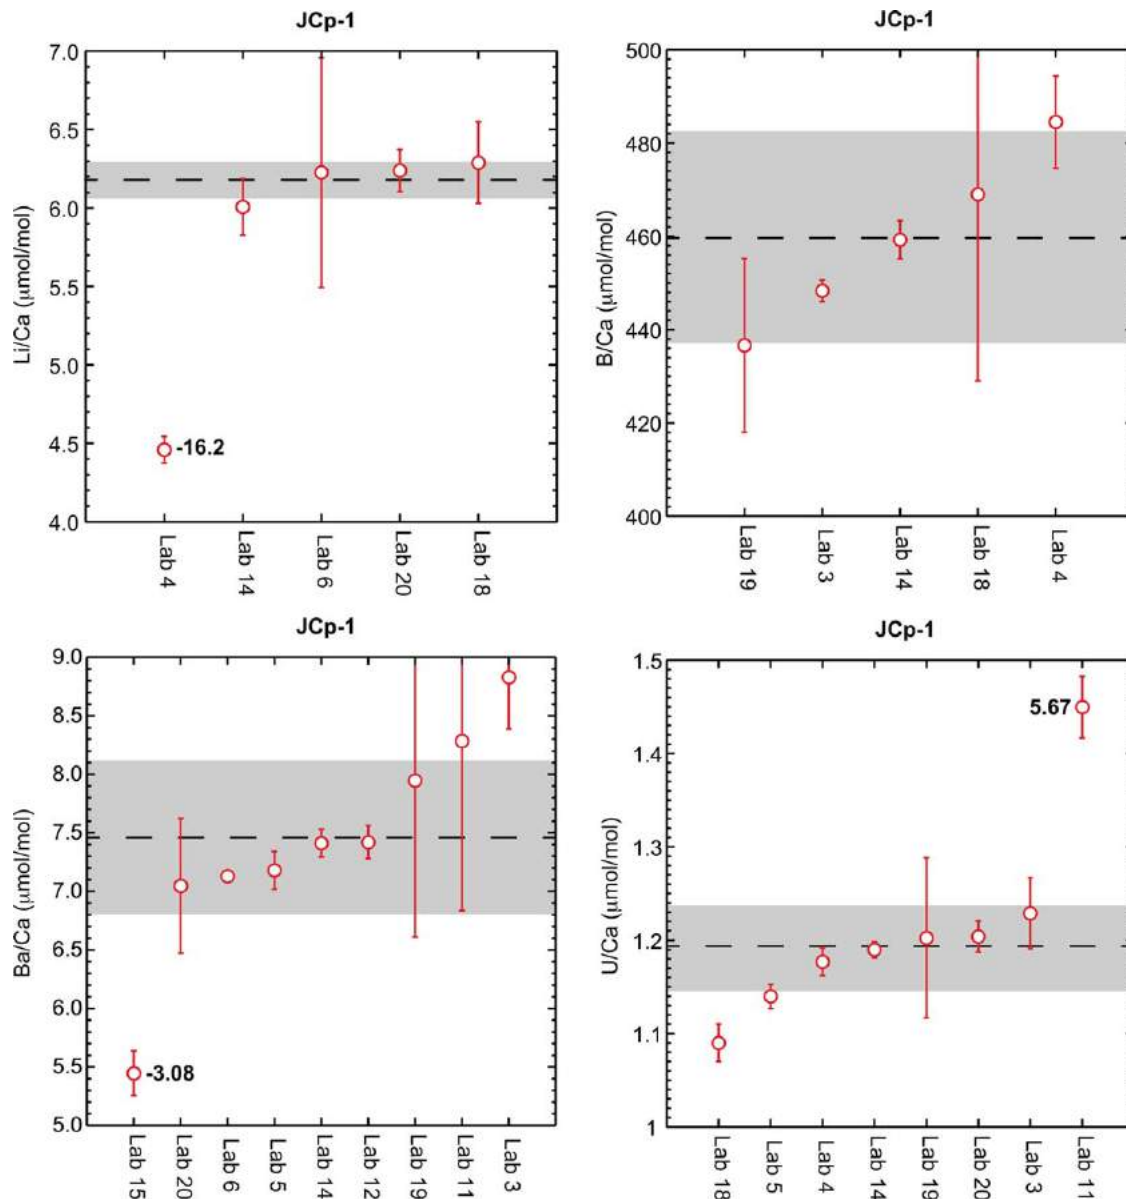 JCp-1
Li/Ca (μmol/mol)
7.0
6.5
6.0
5.5
5.0
4.5
4.0
-16.2
Lab 4
Lab 14
Lab 6
Lab 20
Lab 18
JCp-1
B/Ca (μmol/mol)
500
480
460
440
420
400
Lab 19
Lab 3
Lab 14
Lab 18
Lab 4
JCp-1
Ba/Ca (μmol/mol)
9.0
8.5
8.0
7.5
7.0
6.5
6.0
5.5
5.0
-3.08
Lab 15
Lab 20
Lab 6
Lab 5
Lab 14
Lab 12
Lab 19
Lab 11
Lab 3
JCp-1
U/Ca (μmol/mol)
1.5
1.4
1.3
1.2
1.1
1
5.67
Lab 18
Lab 5
Lab 4
Lab 14
Lab 19
Lab 20
Lab 3
Lab 11